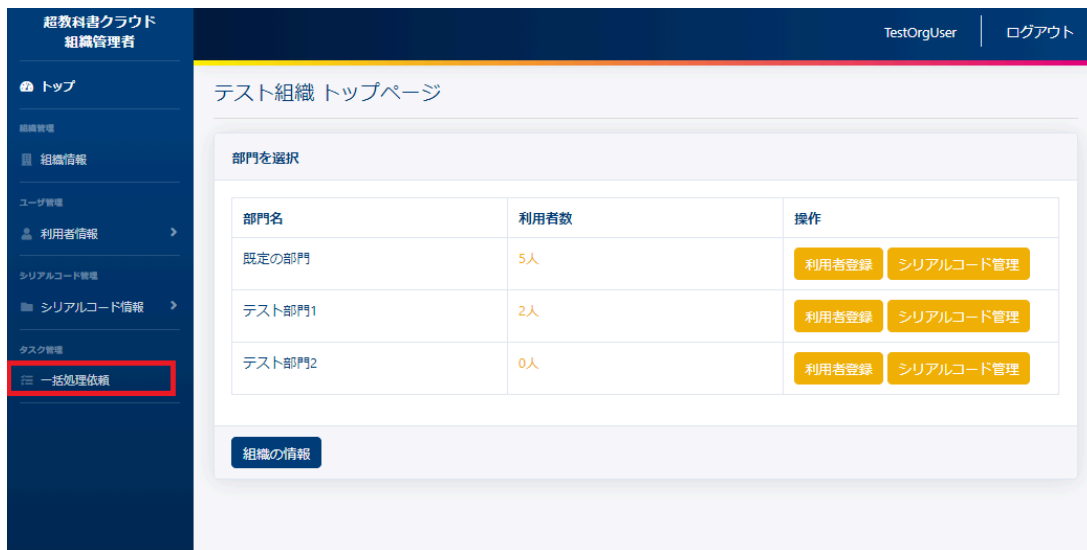 超教科書クラウド
組織管理者
TestOrgUser
ログアウト
トップ
組織管理
組織情報
ユーザ管理
利用者情報
シリアルコード管理
シリアルコード情報
タスク管理
一括処理依頼
テスト組織 トップページ
部門を選択
部門名 利用者数 操作
既定の部門 5人 利用者登録 シリアルコード管理
テスト部門1 2人 利用者登録 シリアルコード管理
テスト部門2 0人 利用者登録 シリアルコード管理
組織の情報